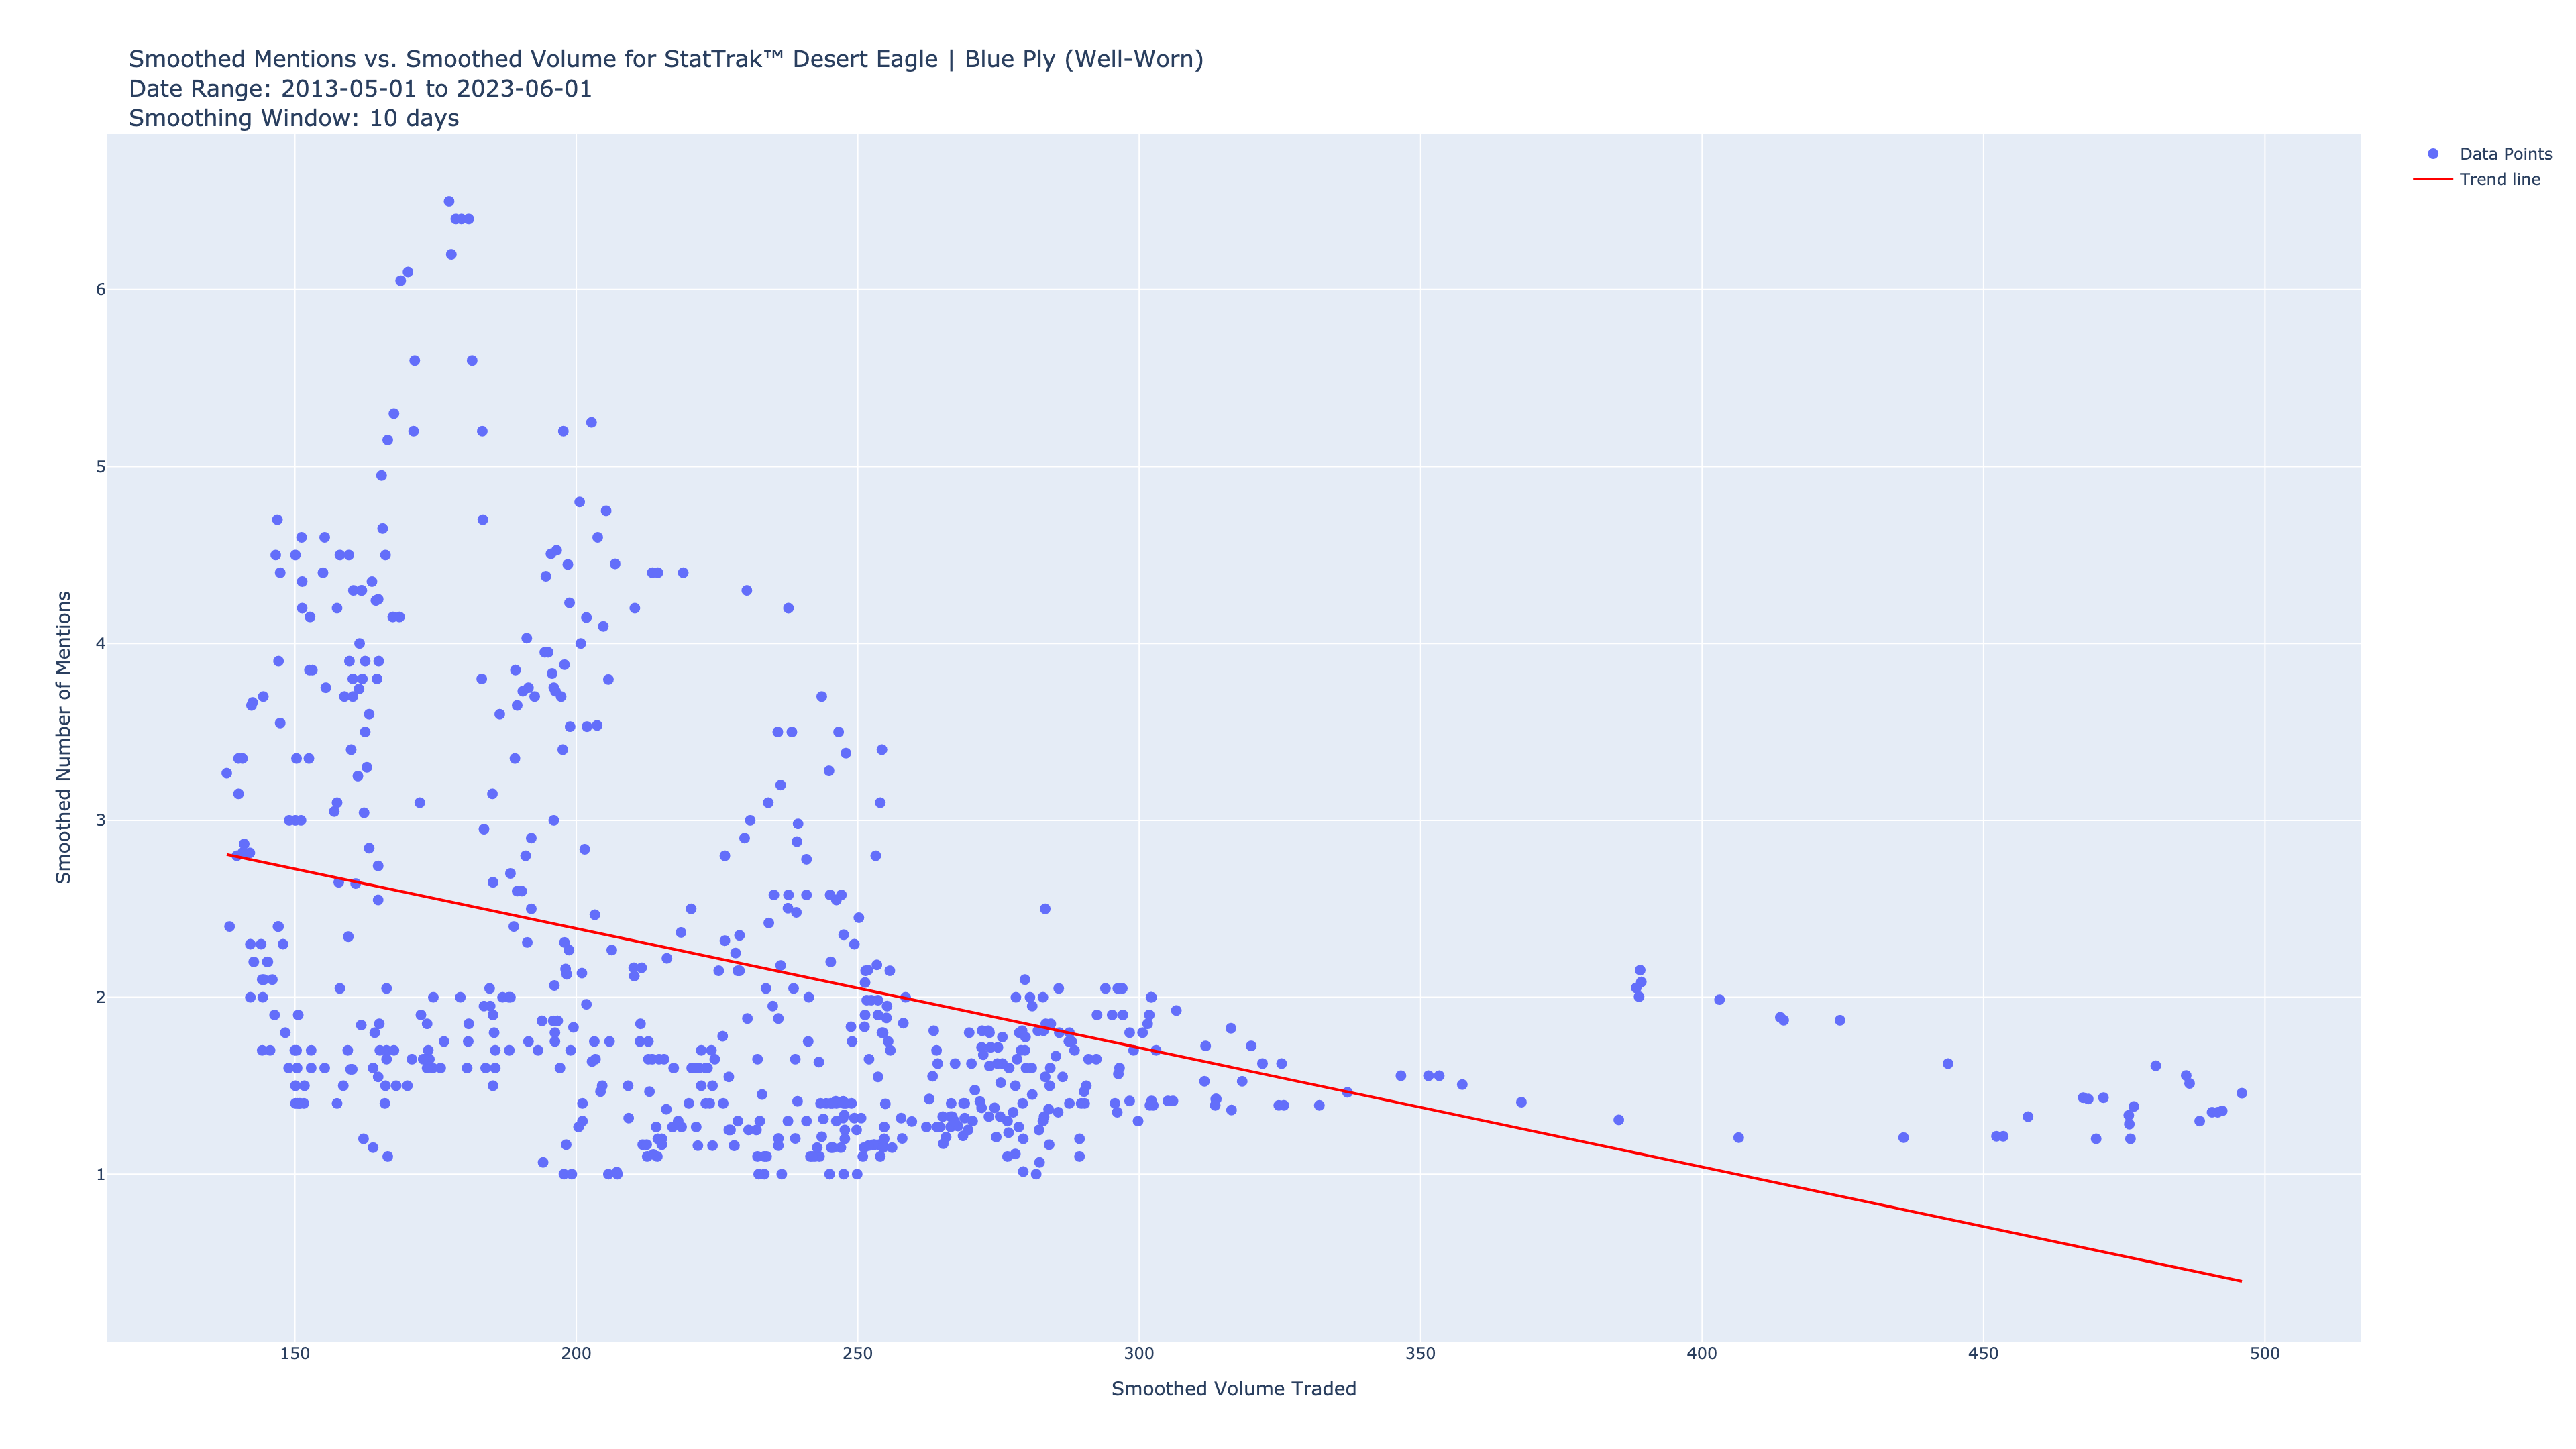 Smoothed Mentions vs. Smoothed Volume for StatTrak™ Desert Eagle | Blue Ply (Well-Worn)
Date Range: 2013-05-01 to 2023-06-01
Smoothing Window: 10 days
Data Points
Trend line
6
5
4
3
2
1
Smoothed Number of Mentions
150 200 250 300 350 400 450 500
Smoothed Volume Traded